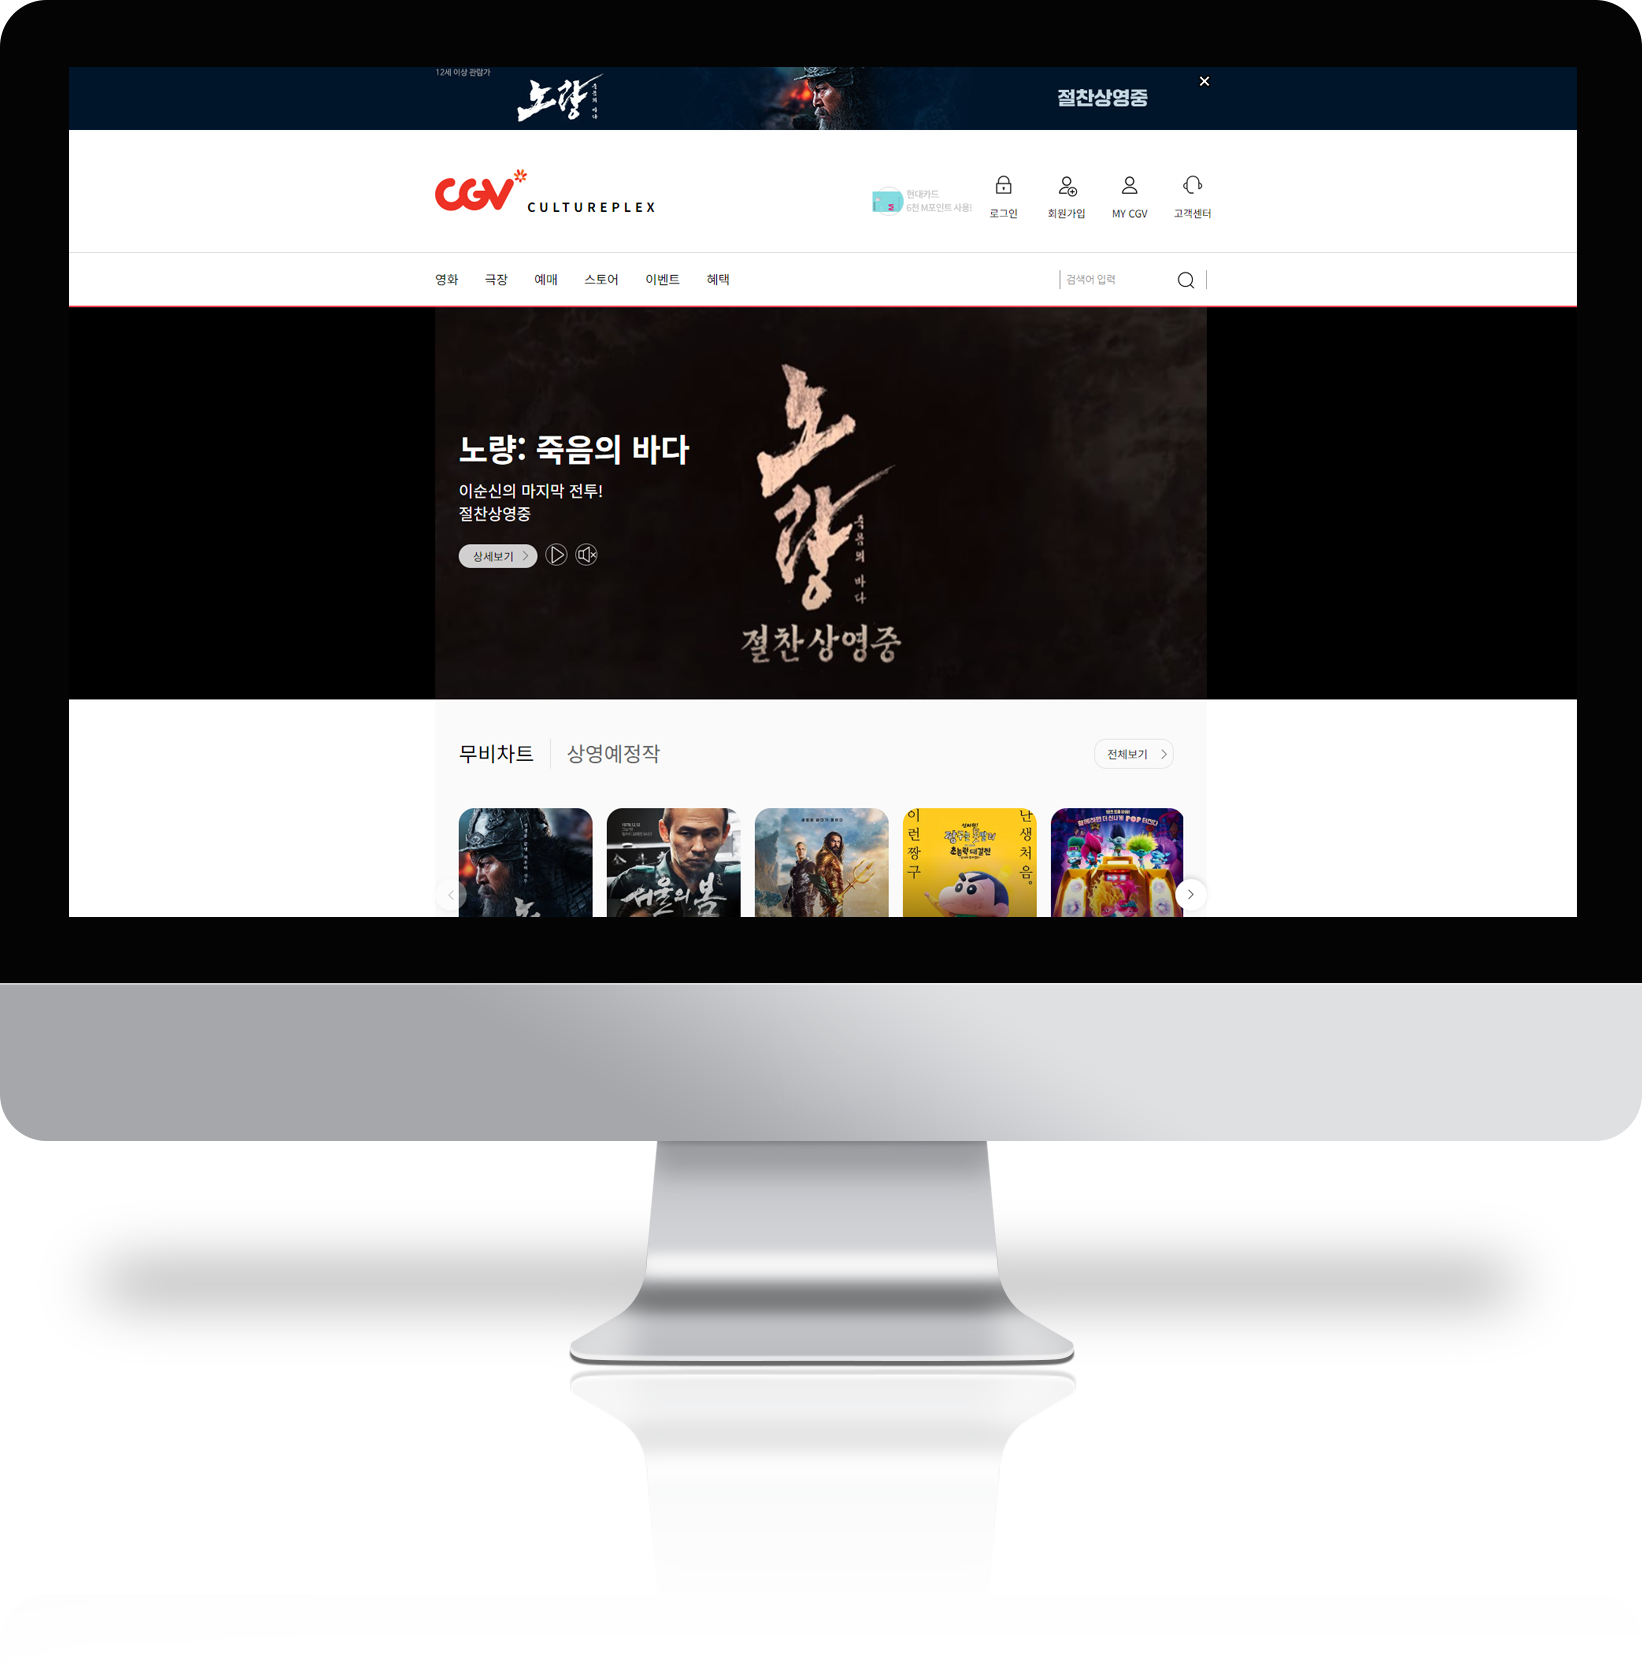 12세 이상 관람가
노량
죽음의 바다
절찬상영중
CGV
CULTUREPLEX
현대카드
6천 M포인트 사용!
로그인
회원가입
MY CGV
고객센터
영화 극장 예매 스토어 이벤트 혜택
검색어 입력
노량: 죽음의 바다
이순신의 마지막 전투!
절찬상영중
상세보기
노량
죽음의 바다
절찬상영중
무비차트
상영예정작
전체보기
서울의 봄
이런 짱구
난생처음。